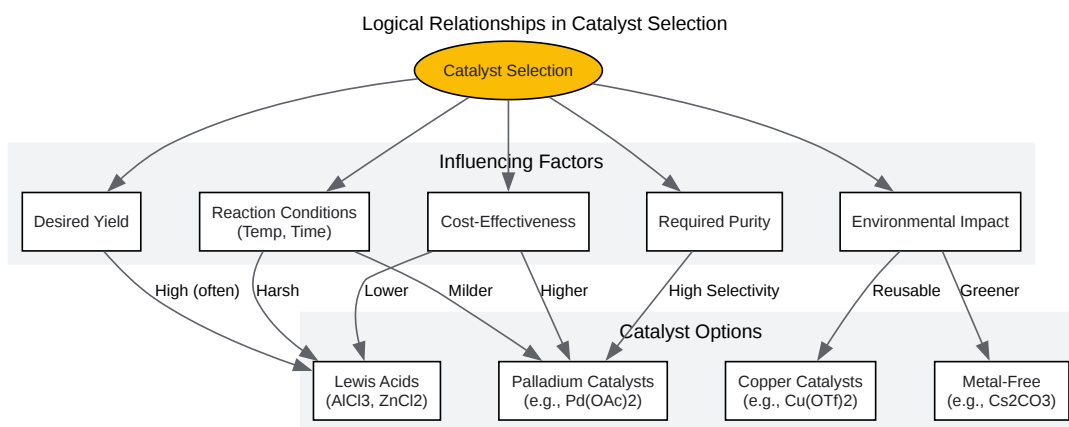 Logical Relationships in Catalyst Selection
Catalyst Selection
Influencing Factors
Desired Yield
Reaction Conditions
(Temp, Time)
Cost-Effectiveness
Required Purity
Environmental Impact
High (often)
Harsh
Lower
Milder
Higher
High Selectivity
Reusable
Greener
Catalyst Options
Lewis Acids
(AlCl3, ZnCl2)
Palladium Catalysts
(e.g., Pd(OAc)2)
Copper Catalysts
(e.g., Cu(OTf)2)
Metal-Free
(e.g., Cs2CO3)